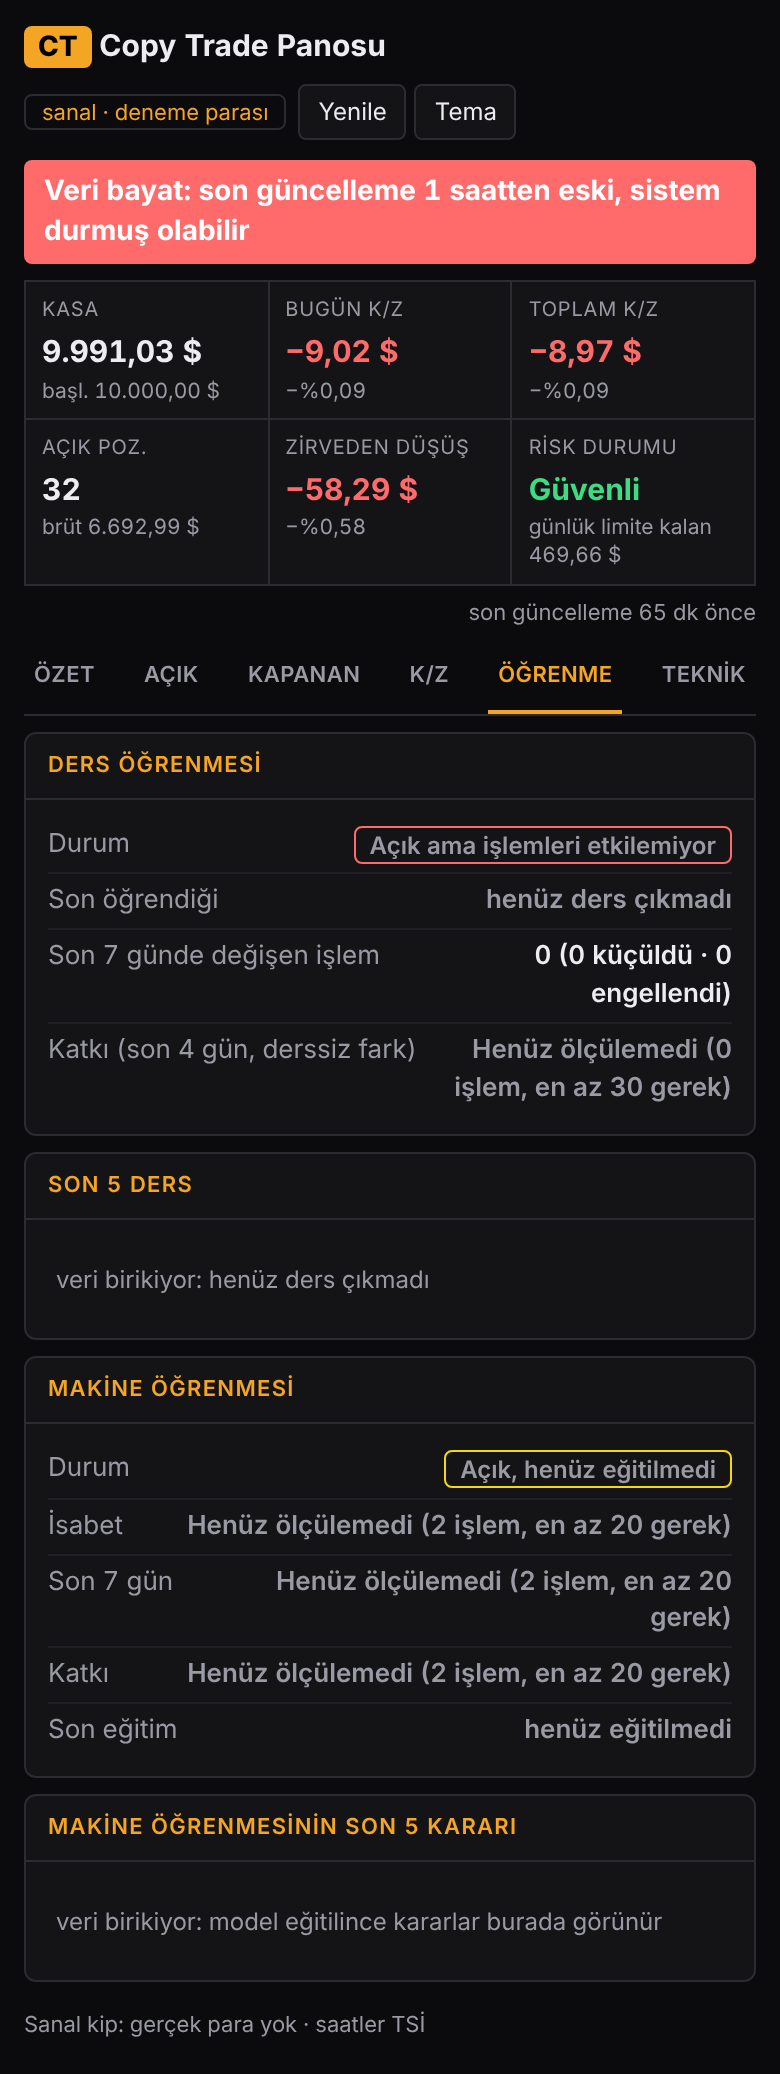 CT Copy Trade Panosu
sanal · deneme parası Yenile Tema
Veri bayat: son güncelleme 1 saatten eski, sistem
durmuş olabilir
KASA
9.991,03 $
başl. 10.000,00 $
BUGÜN K/Z
−9,02 $
−%0,09
TOPLAM K/Z
−8,97 $
−%0,09
AÇIK POZ.
32
brüt 6.692,99 $
ZİRVEDEN DÜŞÜŞ
−58,29 $
−%0,58
RİSK DURUMU
Güvenli
günlük limite kalan
469,66 $
son güncelleme 65 dk önce
ÖZET AÇIK KAPANAN K/Z ÖĞRENME TEKNİK
DERS ÖĞRENMESİ
Durum Açık ama işlemleri etkilemiyor
Son öğrendiği henüz ders çıkmadı
Son 7 günde değişen işlem 0 (0 küçüldü · 0
engellendi)
Katkı (son 4 gün, derssiz fark) Henüz ölçülemedi (0
işlem, en az 30 gerek)
SON 5 DERS
veri birikiyor: henüz ders çıkmadı
MAKİNE ÖĞRENMESİ
Durum Açık, henüz eğitilmedi
İsabet Henüz ölçülemedi (2 işlem, en az 20 gerek)
Son 7 gün Henüz ölçülemedi (2 işlem, en az 20
gerek)
Katkı Henüz ölçülemedi (2 işlem, en az 20 gerek)
Son eğitim henüz eğitilmedi
MAKİNE ÖĞRENMESİNİN SON 5 KARARI
veri birikiyor: model eğitilince kararlar burada görünür
Sanal kip: gerçek para yok · saatler TSİ